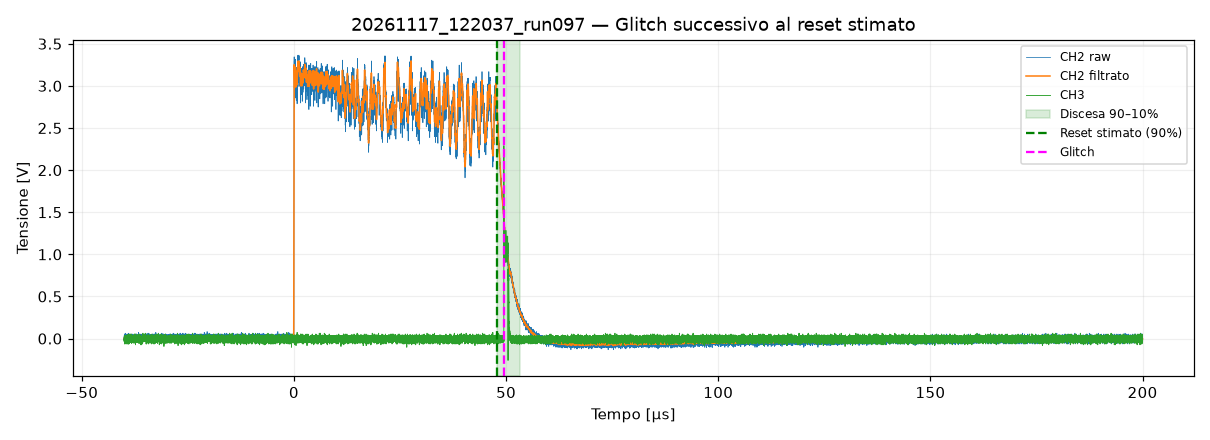 20261117_122037_run097 — Glitch successivo al reset stimato
3.5
3.0
2.5
2.0
1.5
1.0
0.5
0.0
Tensione [V]
CH2 raw
CH2 filtrato
CH3
Discesa 90–10%
Reset stimato (90%)
Glitch
−50
0
50
100
150
200
Tempo [µs]